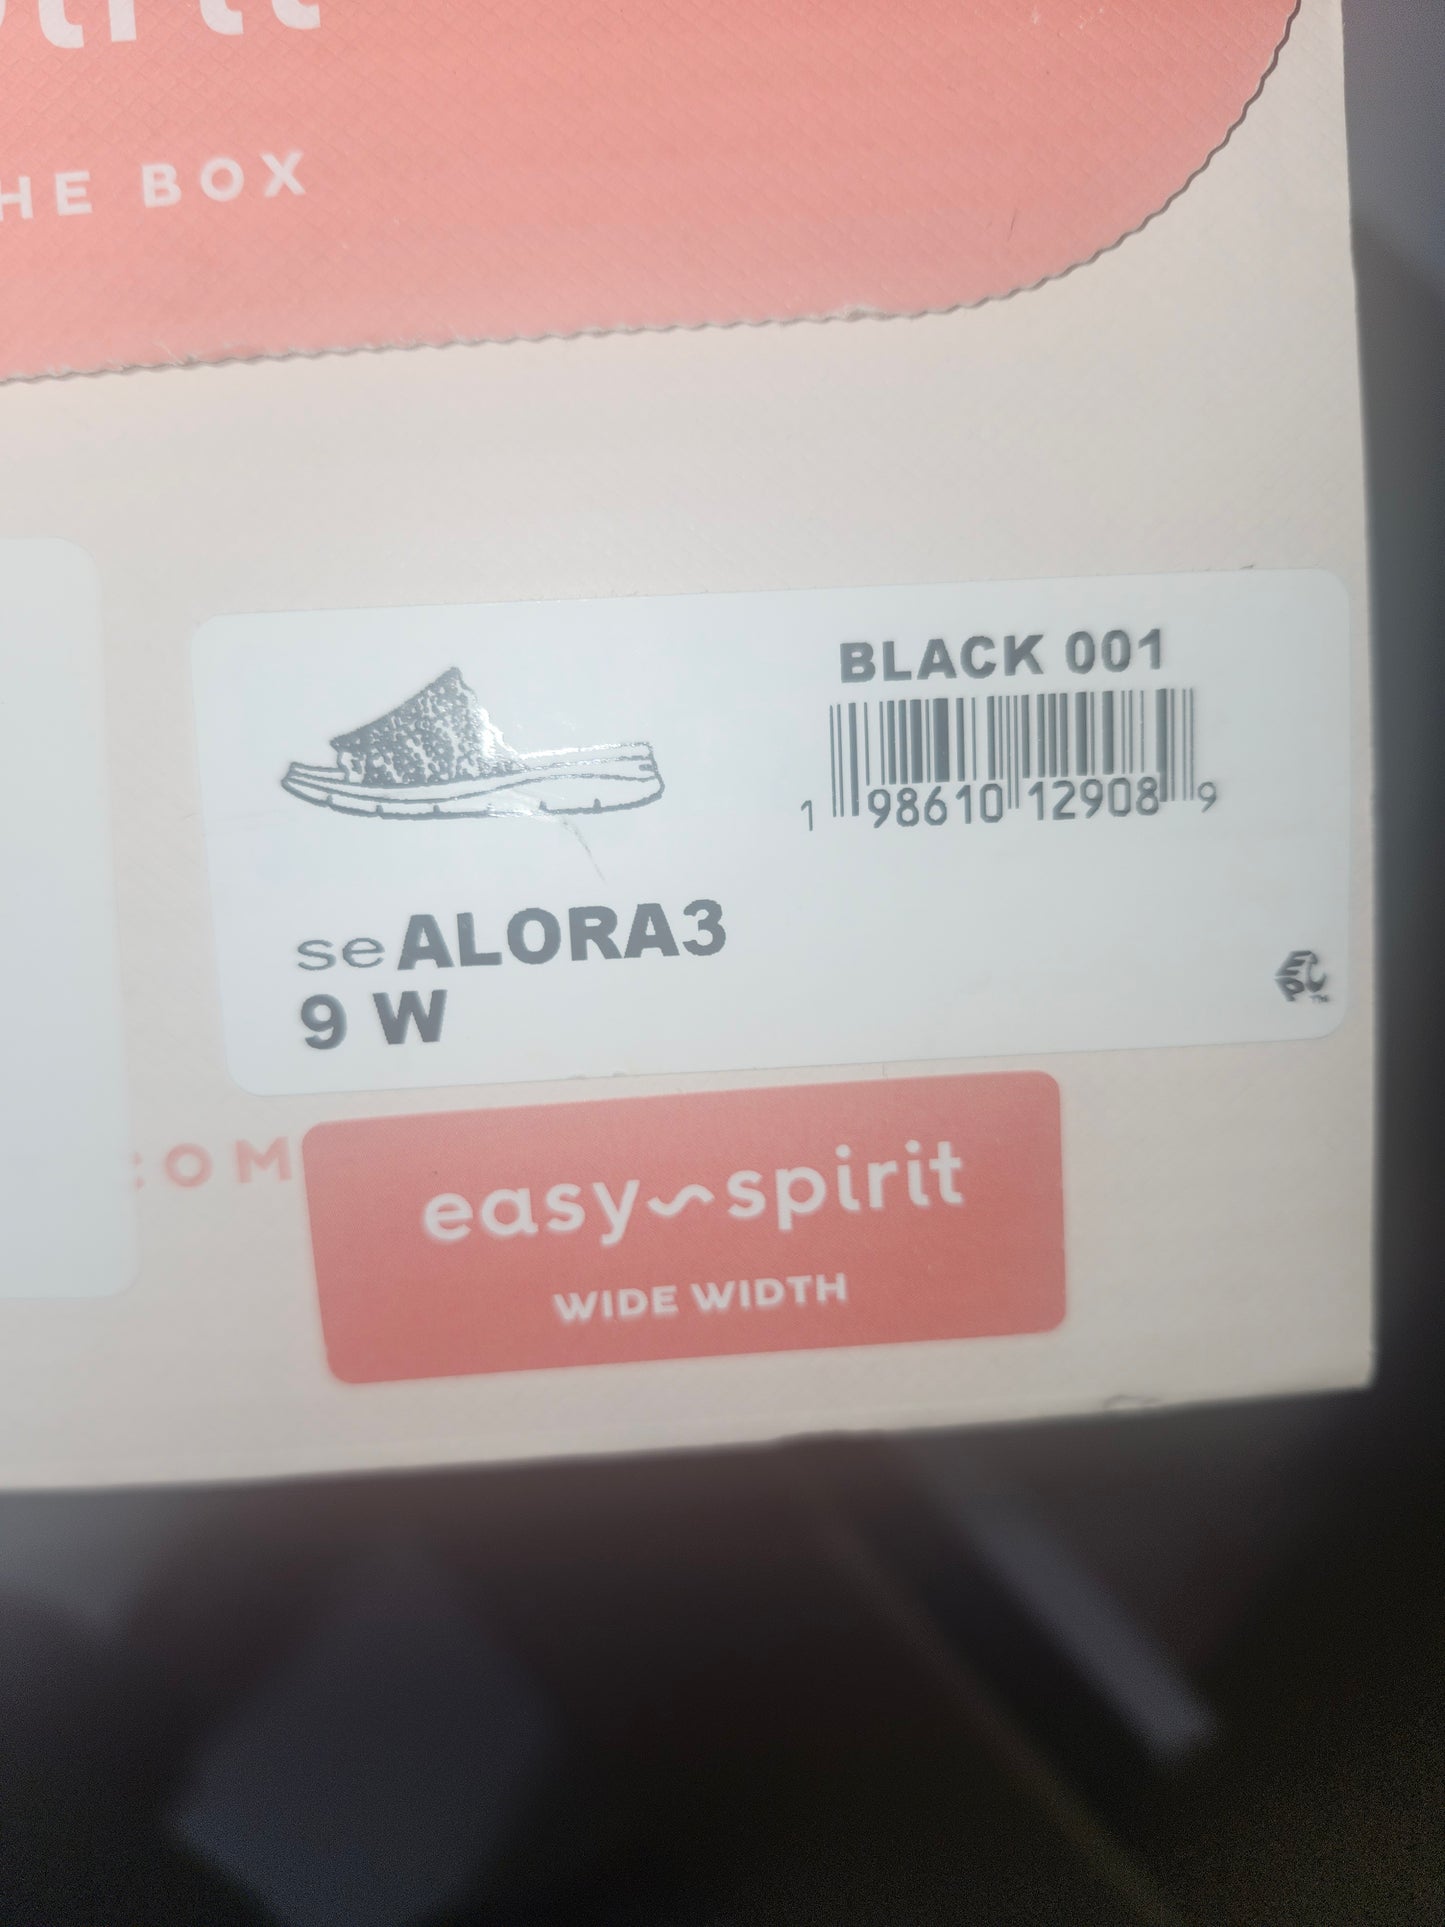 HE BOX
BLACK 001
1 98610 12908 9
seALORA3
9 W
COM
easy~spirit
WIDE WIDTH